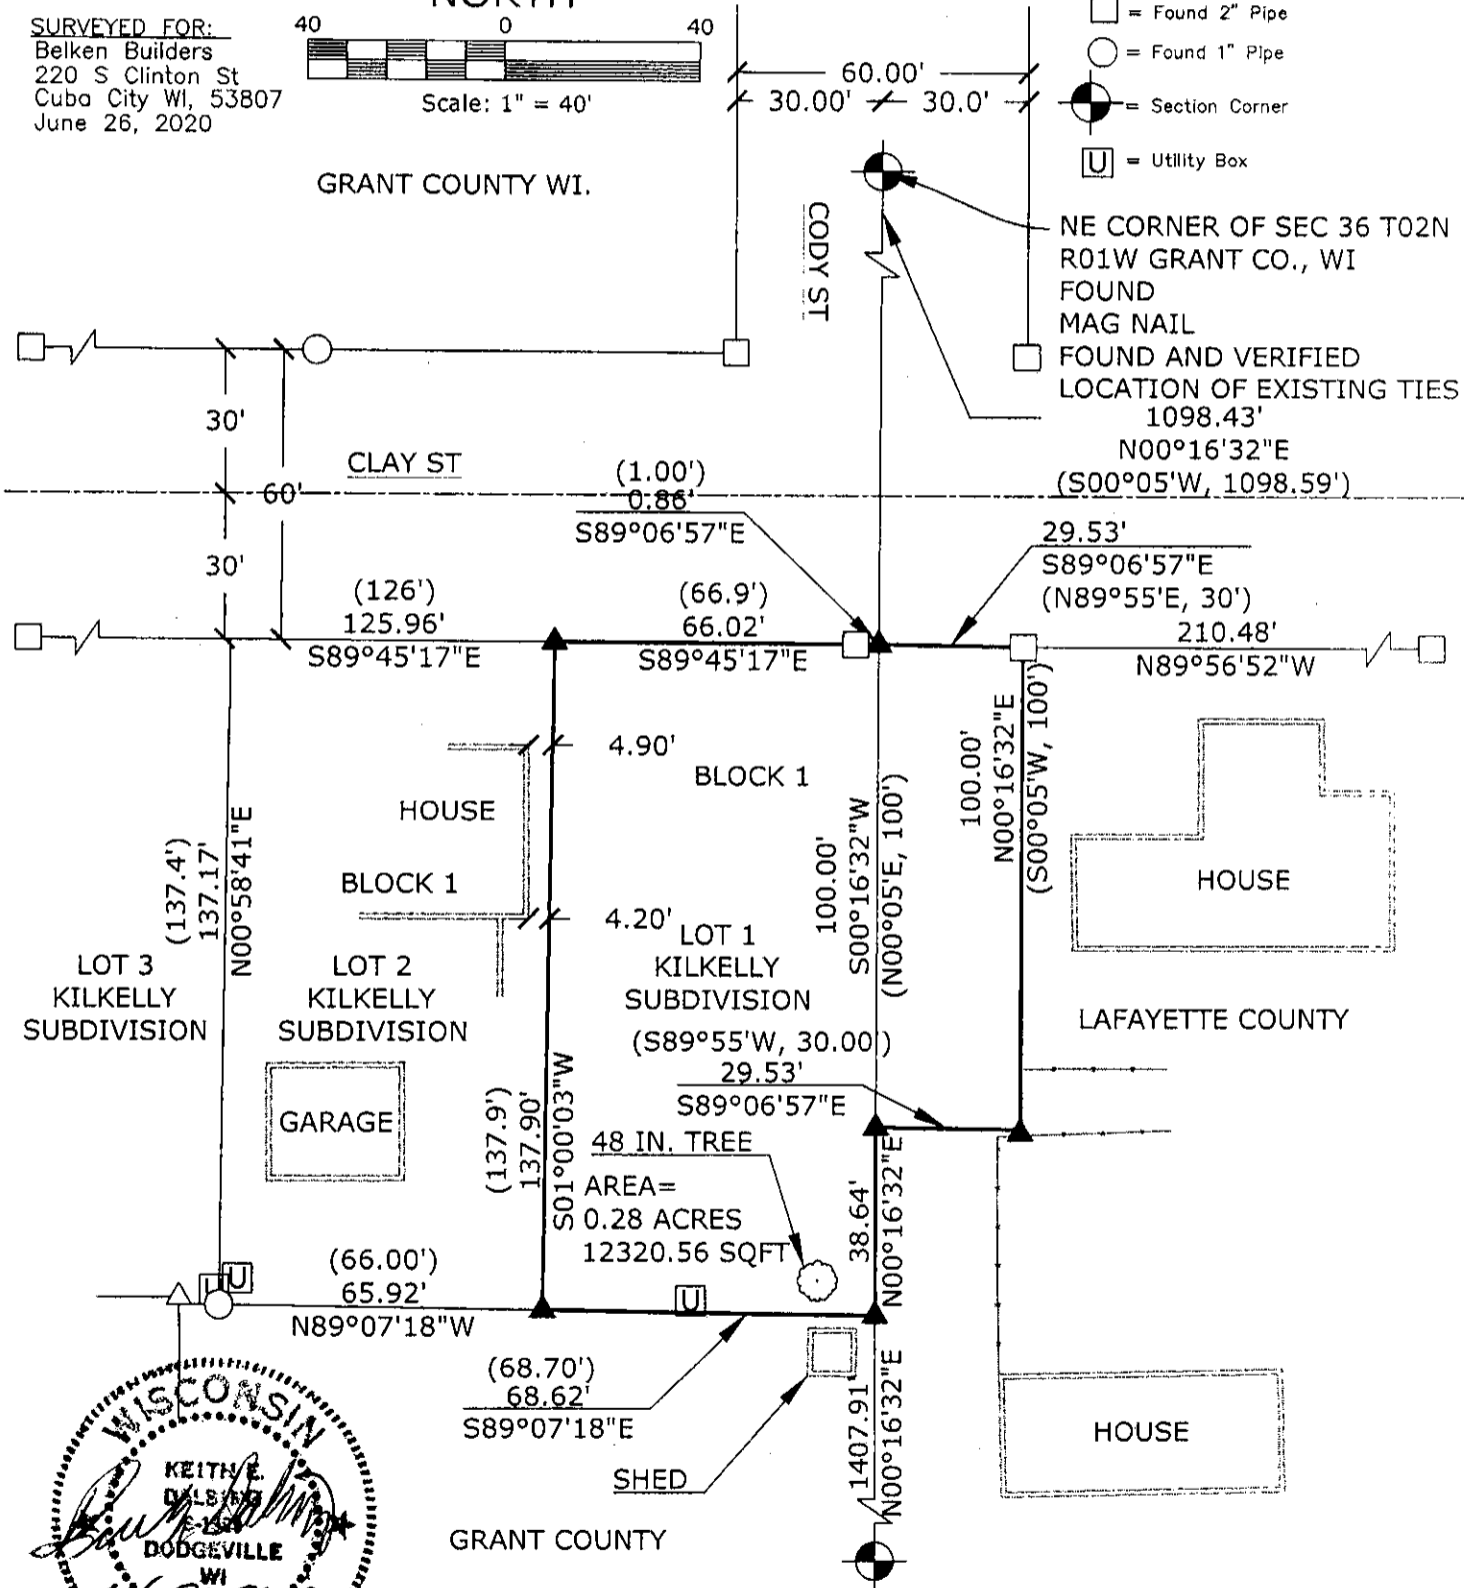 NORTH
SURVEYED FOR:
Belken Builders
220 S Clinton St
Cuba City WI, 53807
June 26, 2020
40 0 40
Scale: 1" = 40'
GRANT COUNTY WI.
60.00'
30.00' 30.0'
= Found 2" Pipe
= Found 1" Pipe
= Section Corner
U = Utility Box
CODY ST
NE CORNER OF SEC 36 T02N
R01W GRANT CO., WI
FOUND
MAG NAIL
FOUND AND VERIFIED
LOCATION OF EXISTING TIES
1098.43'
N00°16'32"E
(S00°05'W, 1098.59')
30'
60'
30'
CLAY ST
(1.00')
0.86'
S89°06'57"E
29.53'
S89°06'57"E
(N89°55'E, 30')
(126')
125.96'
S89°45'17"E
(66.9')
66.02'
S89°45'17"E
210.48'
N89°56'52"W
4.90'
BLOCK 1
HOUSE
BLOCK 1
4.20'
(137.4')
137.17'
N00°58'41"E
100.00'
S00°16'32"W
(N00°05'E, 100')
100.00'
N00°16'32"E
(S00°05'W, 100')
HOUSE
LOT 3
KILKELLY
SUBDIVISION
LOT 2
KILKELLY
SUBDIVISION
LOT 1
KILKELLY
SUBDIVISION
LAFAYETTE COUNTY
(S89°55'W, 30.00')
29.53'
S89°06'57"E
GARAGE
(137.9')
137.90'
S01°00'03"W
48 IN. TREE
AREA=
0.28 ACRES
12320.56 SQFT
38.64'
N00°16'32"E
U
U
U
(66.00')
65.92'
N89°07'18"W
(68.70')
68.62'
S89°07'18"E
SHED
1407.91'
N00°16'32"E
HOUSE
GRANT COUNTY
WISCONSIN
KEITH E.
DODGEVILLE
WI